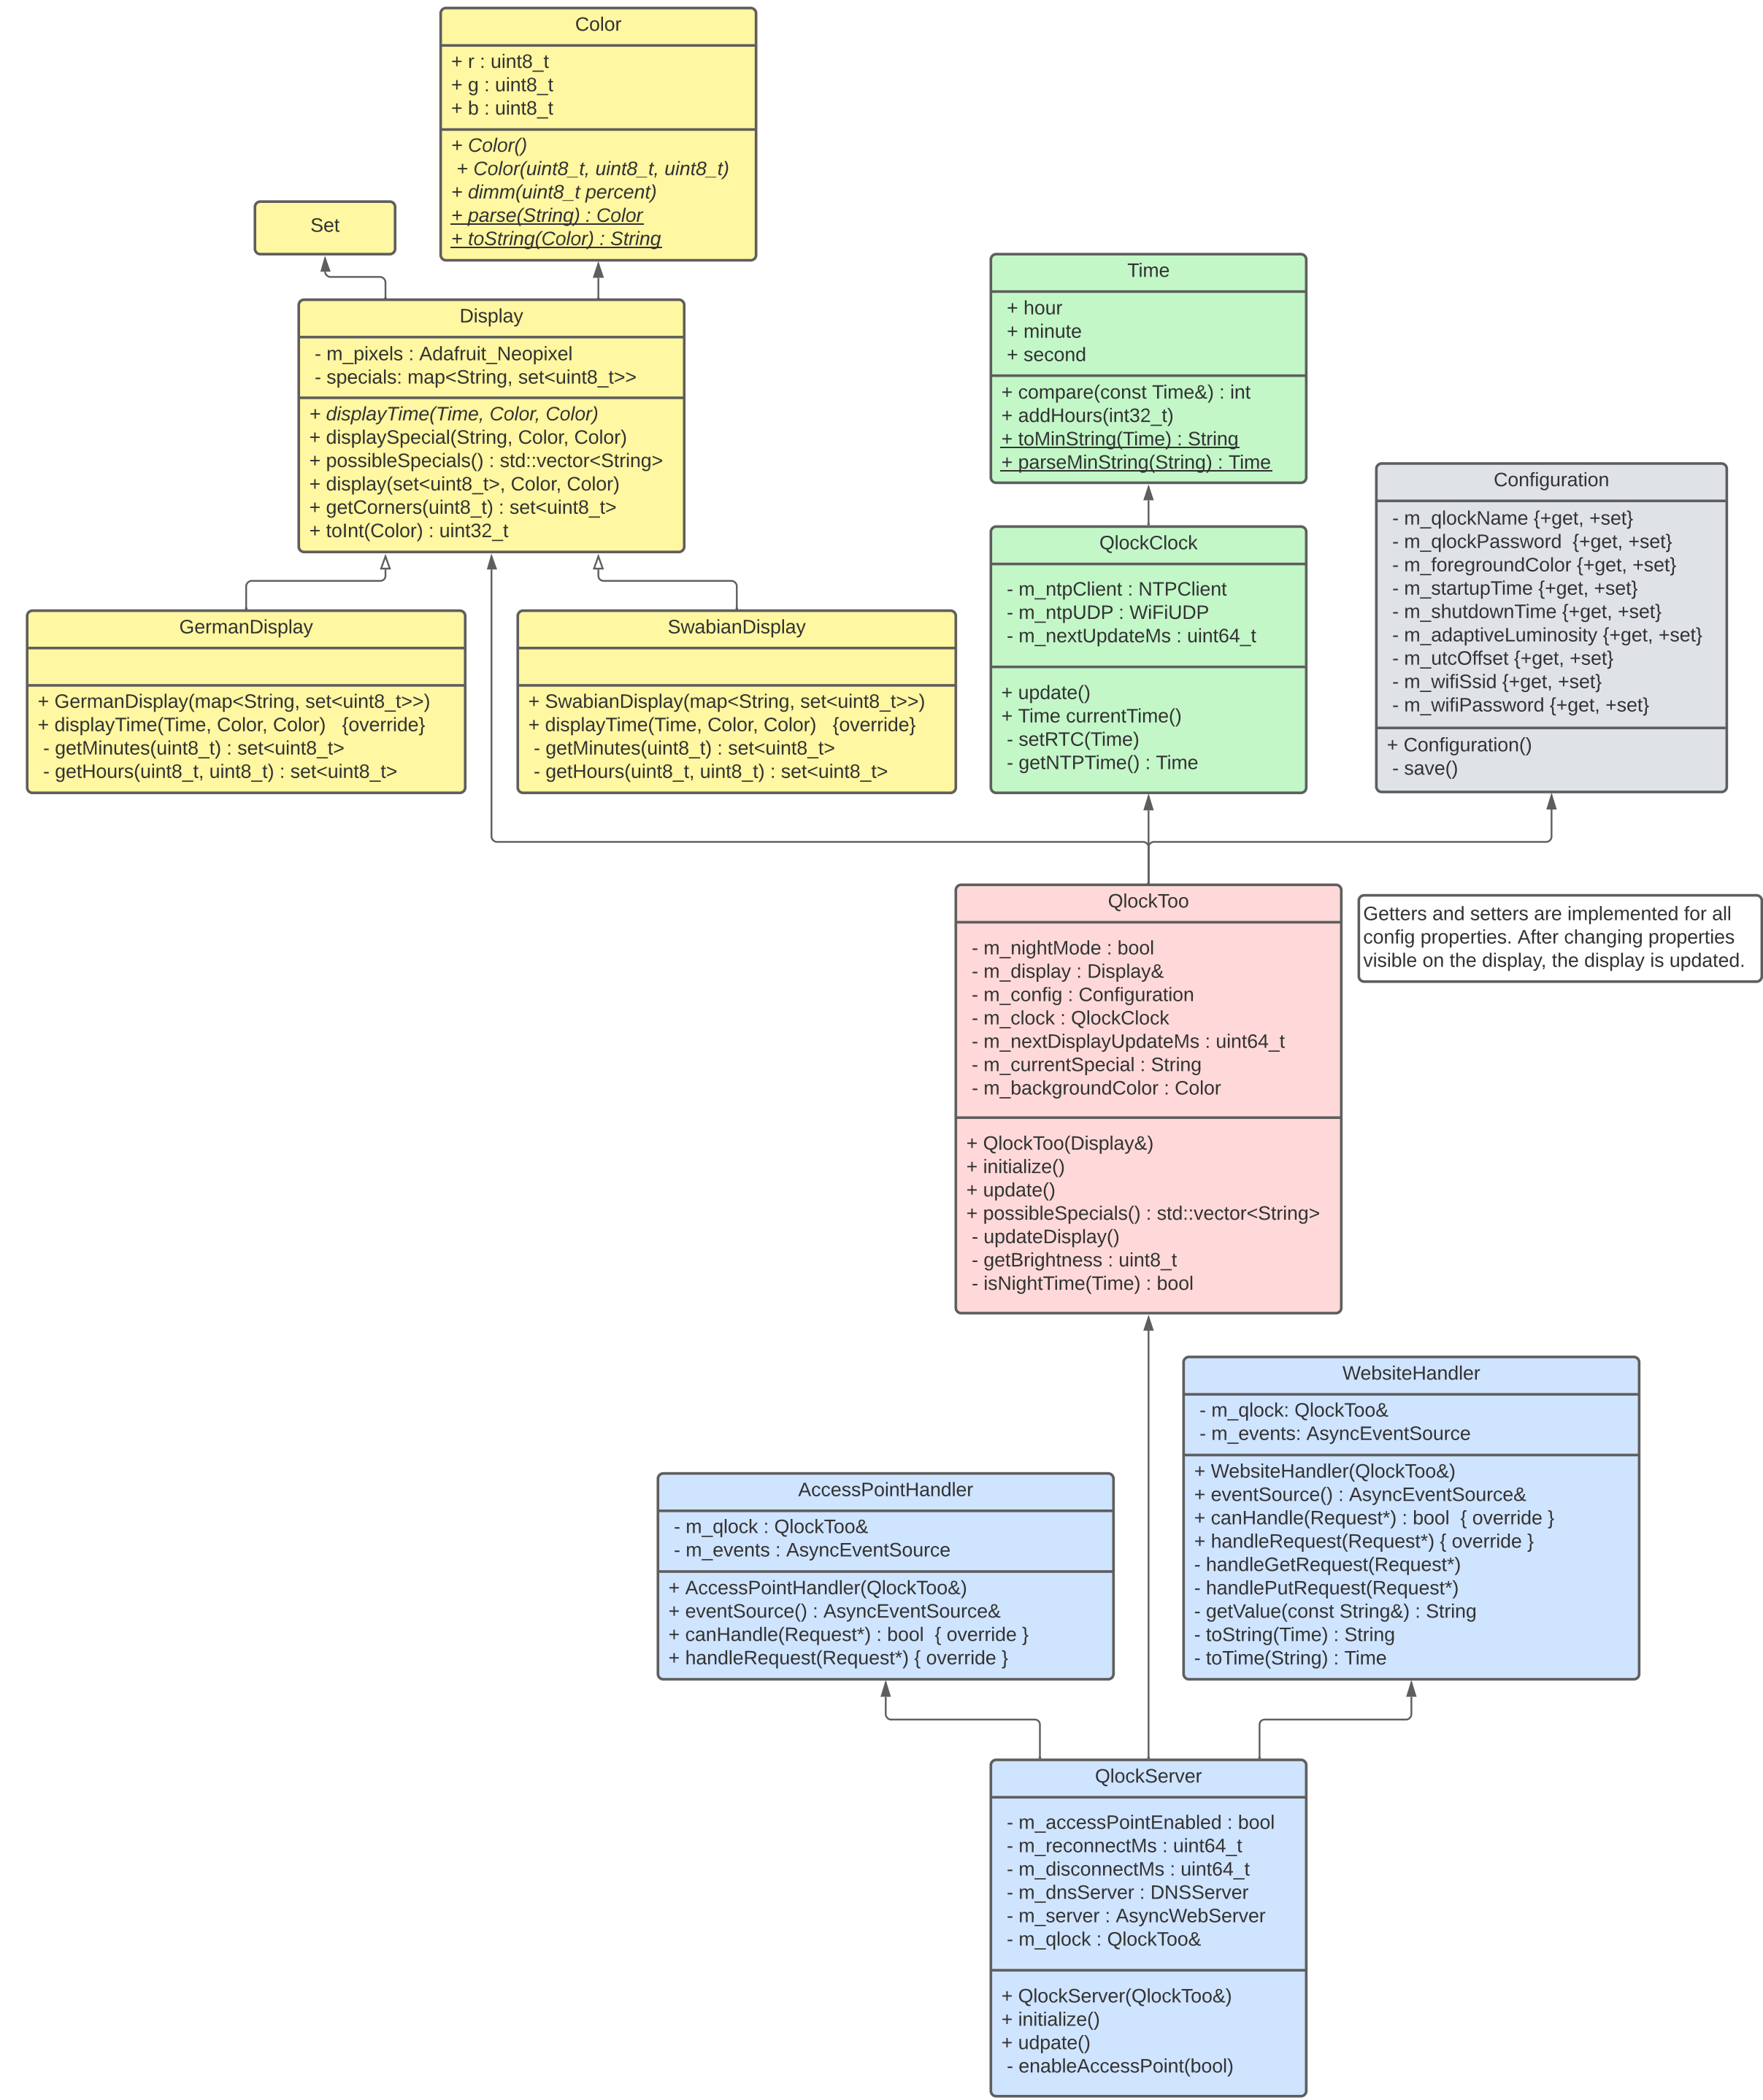 Color
+ r : uint8_t
+ g : uint8_t
+ b : uint8_t
+ Color()
+ Color(uint8_t, uint8_t, uint8_t)
+ dimm(uint8_t percent)
+ parse(String) : Color
+ toString(Color) : String
Set
Display
- m_pixels : Adafruit_Neopixel
- specials: map<String, set<uint8_t>>
+ displayTime(Time, Color, Color)
+ displaySpecial(String, Color, Color)
+ possibleSpecials() : std::vector<String>
+ display(set<uint8_t>, Color, Color)
+ getCorners(uint8_t) : set<uint8_t>
+ toInt(Color) : uint32_t
GermanDisplay
+ GermanDisplay(map<String, set<uint8_t>>)
+ displayTime(Time, Color, Color)   {override}
- getMinutes(uint8_t) : set<uint8_t>
- getHours(uint8_t, uint8_t) : set<uint8_t>
SwabianDisplay
+ SwabianDisplay(map<String, set<uint8_t>>)
+ displayTime(Time, Color, Color)   {override}
- getMinutes(uint8_t) : set<uint8_t>
- getHours(uint8_t, uint8_t) : set<uint8_t>
Time
+ hour
+ minute
+ second
+ compare(const Time&) : int
+ addHours(int32_t)
+ toMinString(Time) : String
+ parseMinString(String) : Time
QlockClock
- m_ntpClient : NTPClient
- m_ntpUDP : WiFiUDP
- m_nextUpdateMs : uint64_t
+ update()
+ Time currentTime()
- setRTC(Time)
- getNTPTime() : Time
Configuration
- m_qlockName {+get, +set}
- m_qlockPassword  {+get, +set}
- m_foregroundColor {+get, +set}
- m_startupTime {+get, +set}
- m_shutdownTime {+get, +set}
- m_adaptiveLuminosity {+get, +set}
- m_utcOffset {+get, +set}
- m_wifiSsid {+get, +set}
- m_wifiPassword {+get, +set}
+ Configuration()
- save()
QlockToo
- m_nightMode : bool
- m_display : Display&
- m_config : Configuration
- m_clock : QlockClock
- m_nextDisplayUpdateMs : uint64_t
- m_currentSpecial : String
- m_backgroundColor : Color
+ QlockToo(Display&)
+ initialize()
+ update()
+ possibleSpecials() : std::vector<String>
- updateDisplay()
- getBrightness : uint8_t
- isNightTime(Time) : bool
Getters and setters are implemented for all
config properties. After changing properties
visible on the display, the display is updated.
WebsiteHandler
- m_qlock: QlockToo&
- m_events: AsyncEventSource
+ WebsiteHandler(QlockToo&)
+ eventSource() : AsyncEventSource&
+ canHandle(Request*) : bool  { override }
+ handleRequest(Request*) { override }
- handleGetRequest(Request*)
- handlePutRequest(Request*)
- getValue(const String&) : String
- toString(Time) : String
- toTime(String) : Time
AccessPointHandler
- m_qlock : QlockToo&
- m_events : AsyncEventSource
+ AccessPointHandler(QlockToo&)
+ eventSource() : AsyncEventSource&
+ canHandle(Request*) : bool  { override }
+ handleRequest(Request*) { override }
QlockServer
- m_accessPointEnabled : bool
- m_reconnectMs : uint64_t
- m_disconnectMs : uint64_t
- m_dnsServer : DNSServer
- m_server : AsyncWebServer
- m_qlock : QlockToo&
+ QlockServer(QlockToo&)
+ initialize()
+ udpate()
- enableAccessPoint(bool)